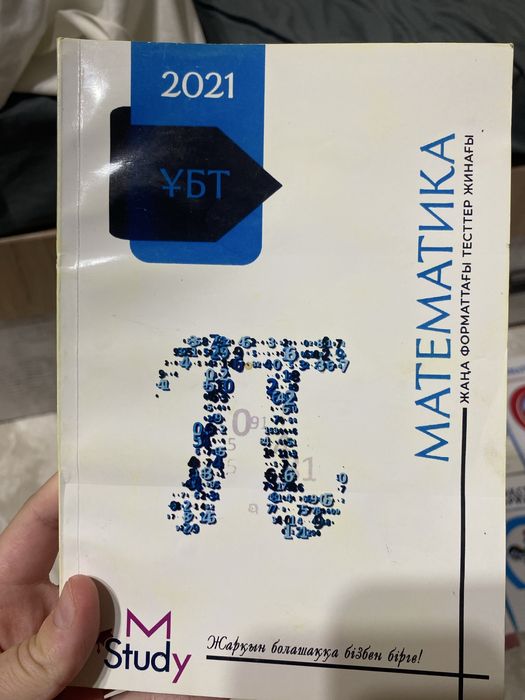 2021
ҰБТ
МАТЕМАТИКА
ЖАҢА ФОРМАТТАҒЫ ТЕСТТЕР ЖИНАҒЫ
M
Study
Жарқын болашаққа бізбен бірге!